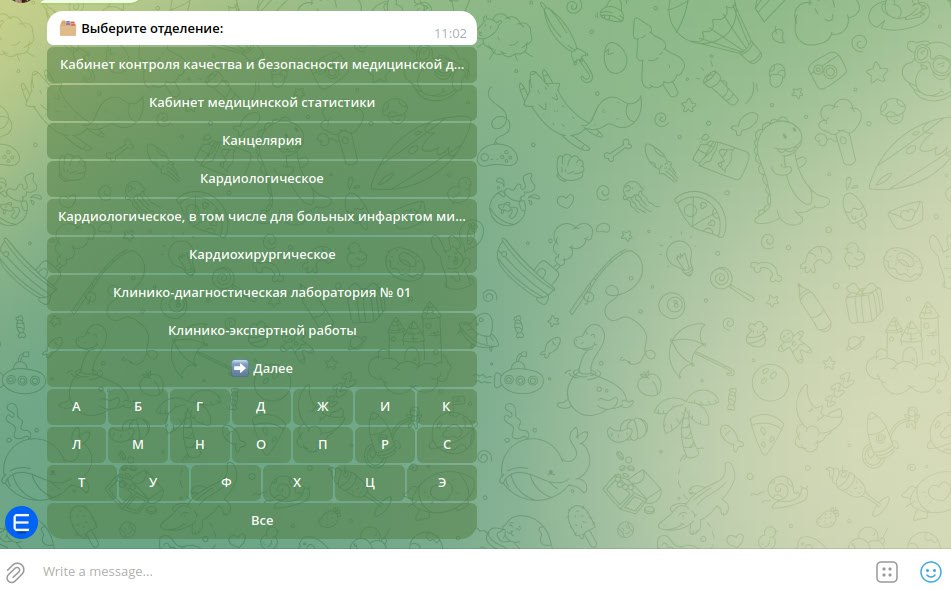 Выберите отделение:
11:02
Кабинет контроля качества и безопасности медицинской д...
Кабинет медицинской статистики
Канцелярия
Кардиологическое
Кардиологическое, в том числе для больных инфарктом ми...
Кардиохирургическое
Клинико-диагностическая лаборатория № 01
Клинико-экспертной работы
Далее
А Б Г Д Ж И К
Л М Н О П Р С
Т У Ф Х Ц Э
Все
Write a message...